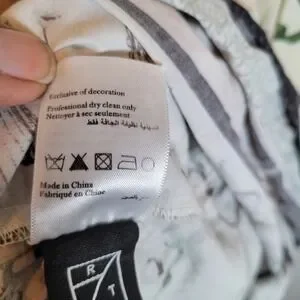 Exclusive of decoration
Professional dry clean only
Nettoyer à sec seulement
Made in China
Fabriqué en Chine
R
T